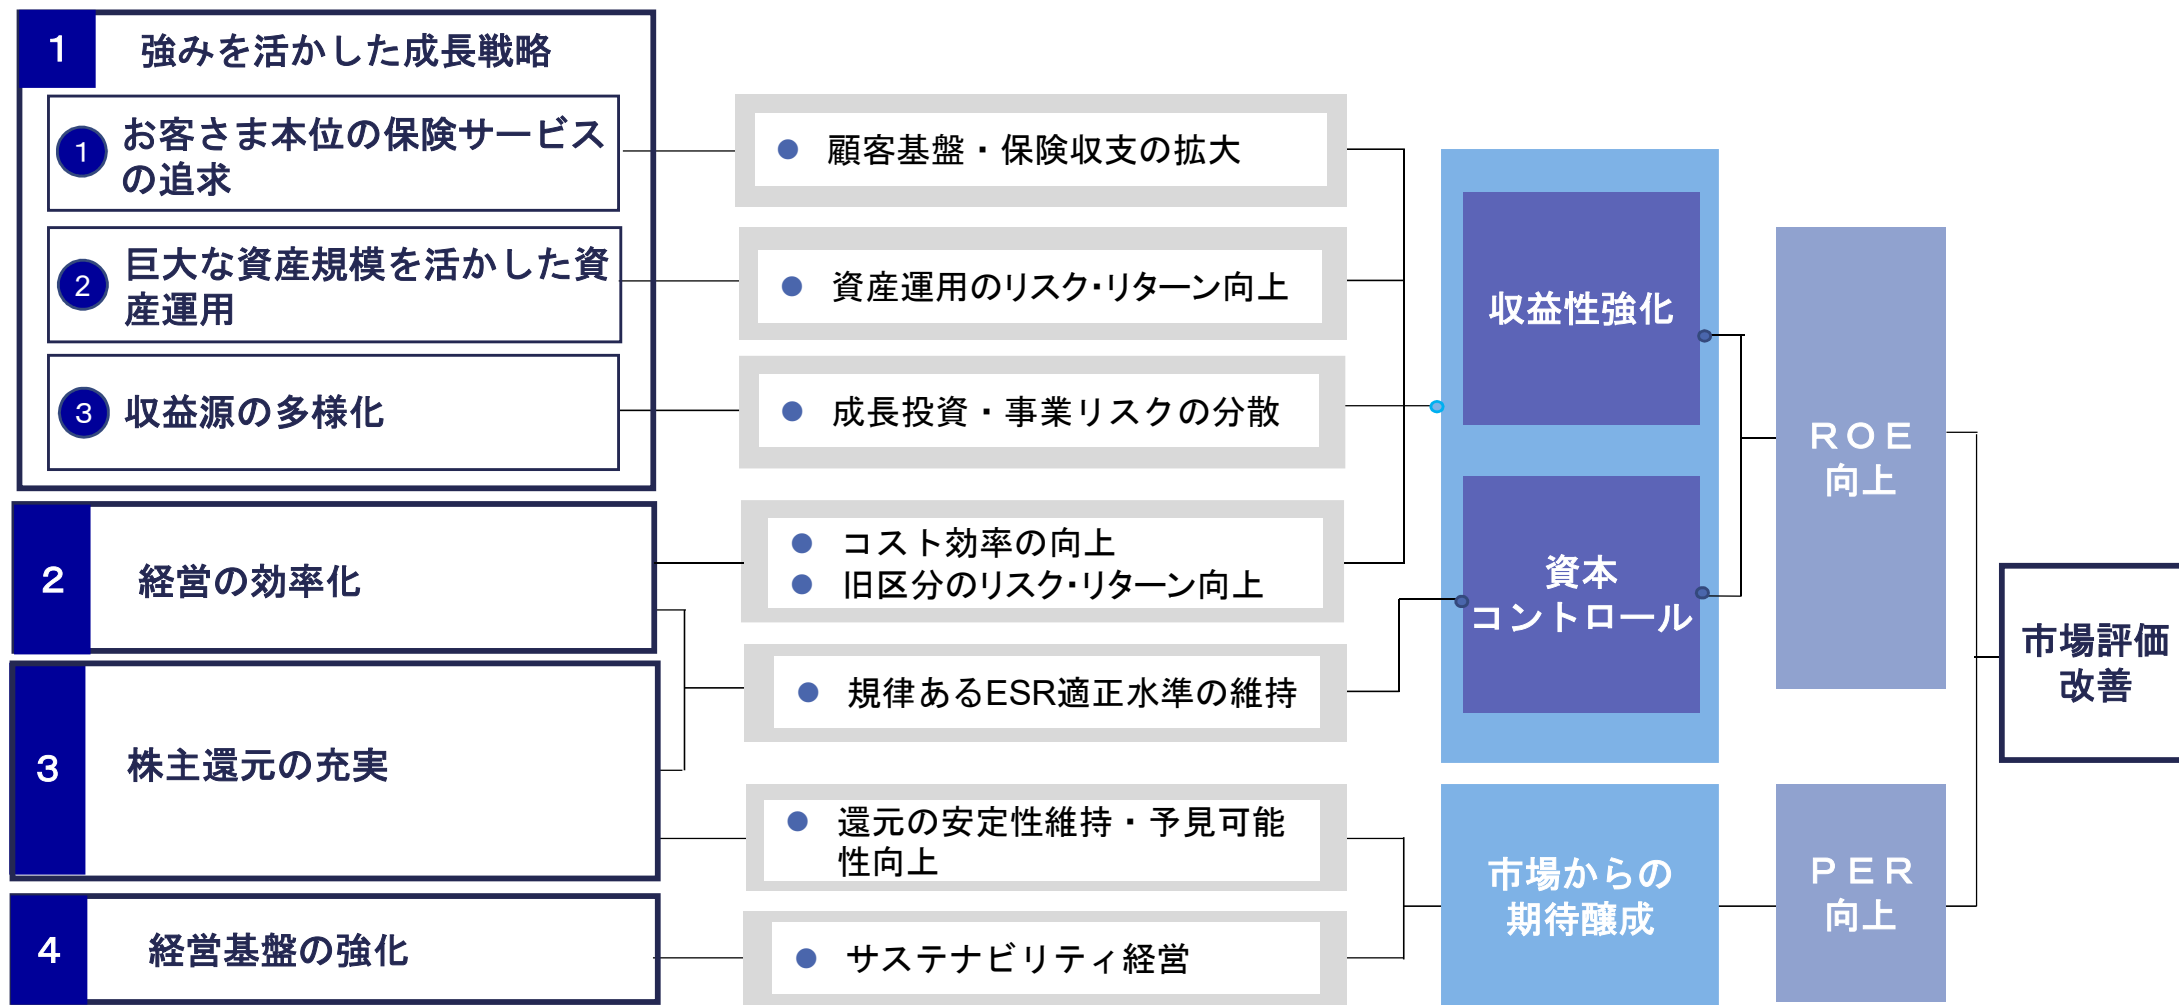 1
強みを活かした成長戦略
1
お客さま本位の保険サービス
の追求
2
巨大な資産規模を活かした資
産運用
3
収益源の多様化
2
経営の効率化
3
株主還元の充実
4
経営基盤の強化
● 顧客基盤・保険収支の拡大
● 資産運用のリスク・リターン向上
● 成長投資・事業リスクの分散
● コスト効率の向上
● 旧区分のリスク・リターン向上
● 規律あるESR適正水準の維持
● 還元の安定性維持・予見可能
性向上
● サステナビリティ経営
収益性強化
資本
コントロール
市場からの
期待醸成
ＲＯＥ
向上
ＰＥＲ
向上
市場評価
改善